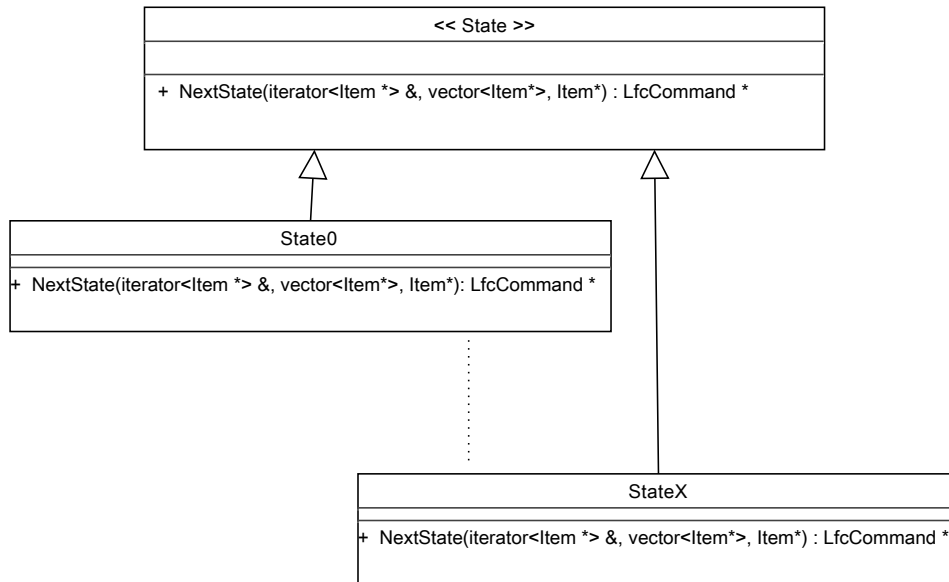 << State >>
+ NextState(iterator<Item *> &, vector<Item*>, Item*) : LfcCommand *
State0
+ NextState(iterator<Item *> &, vector<Item*>, Item*): LfcCommand *
StateX
+ NextState(iterator<Item *> &, vector<Item*>, Item*) : LfcCommand *